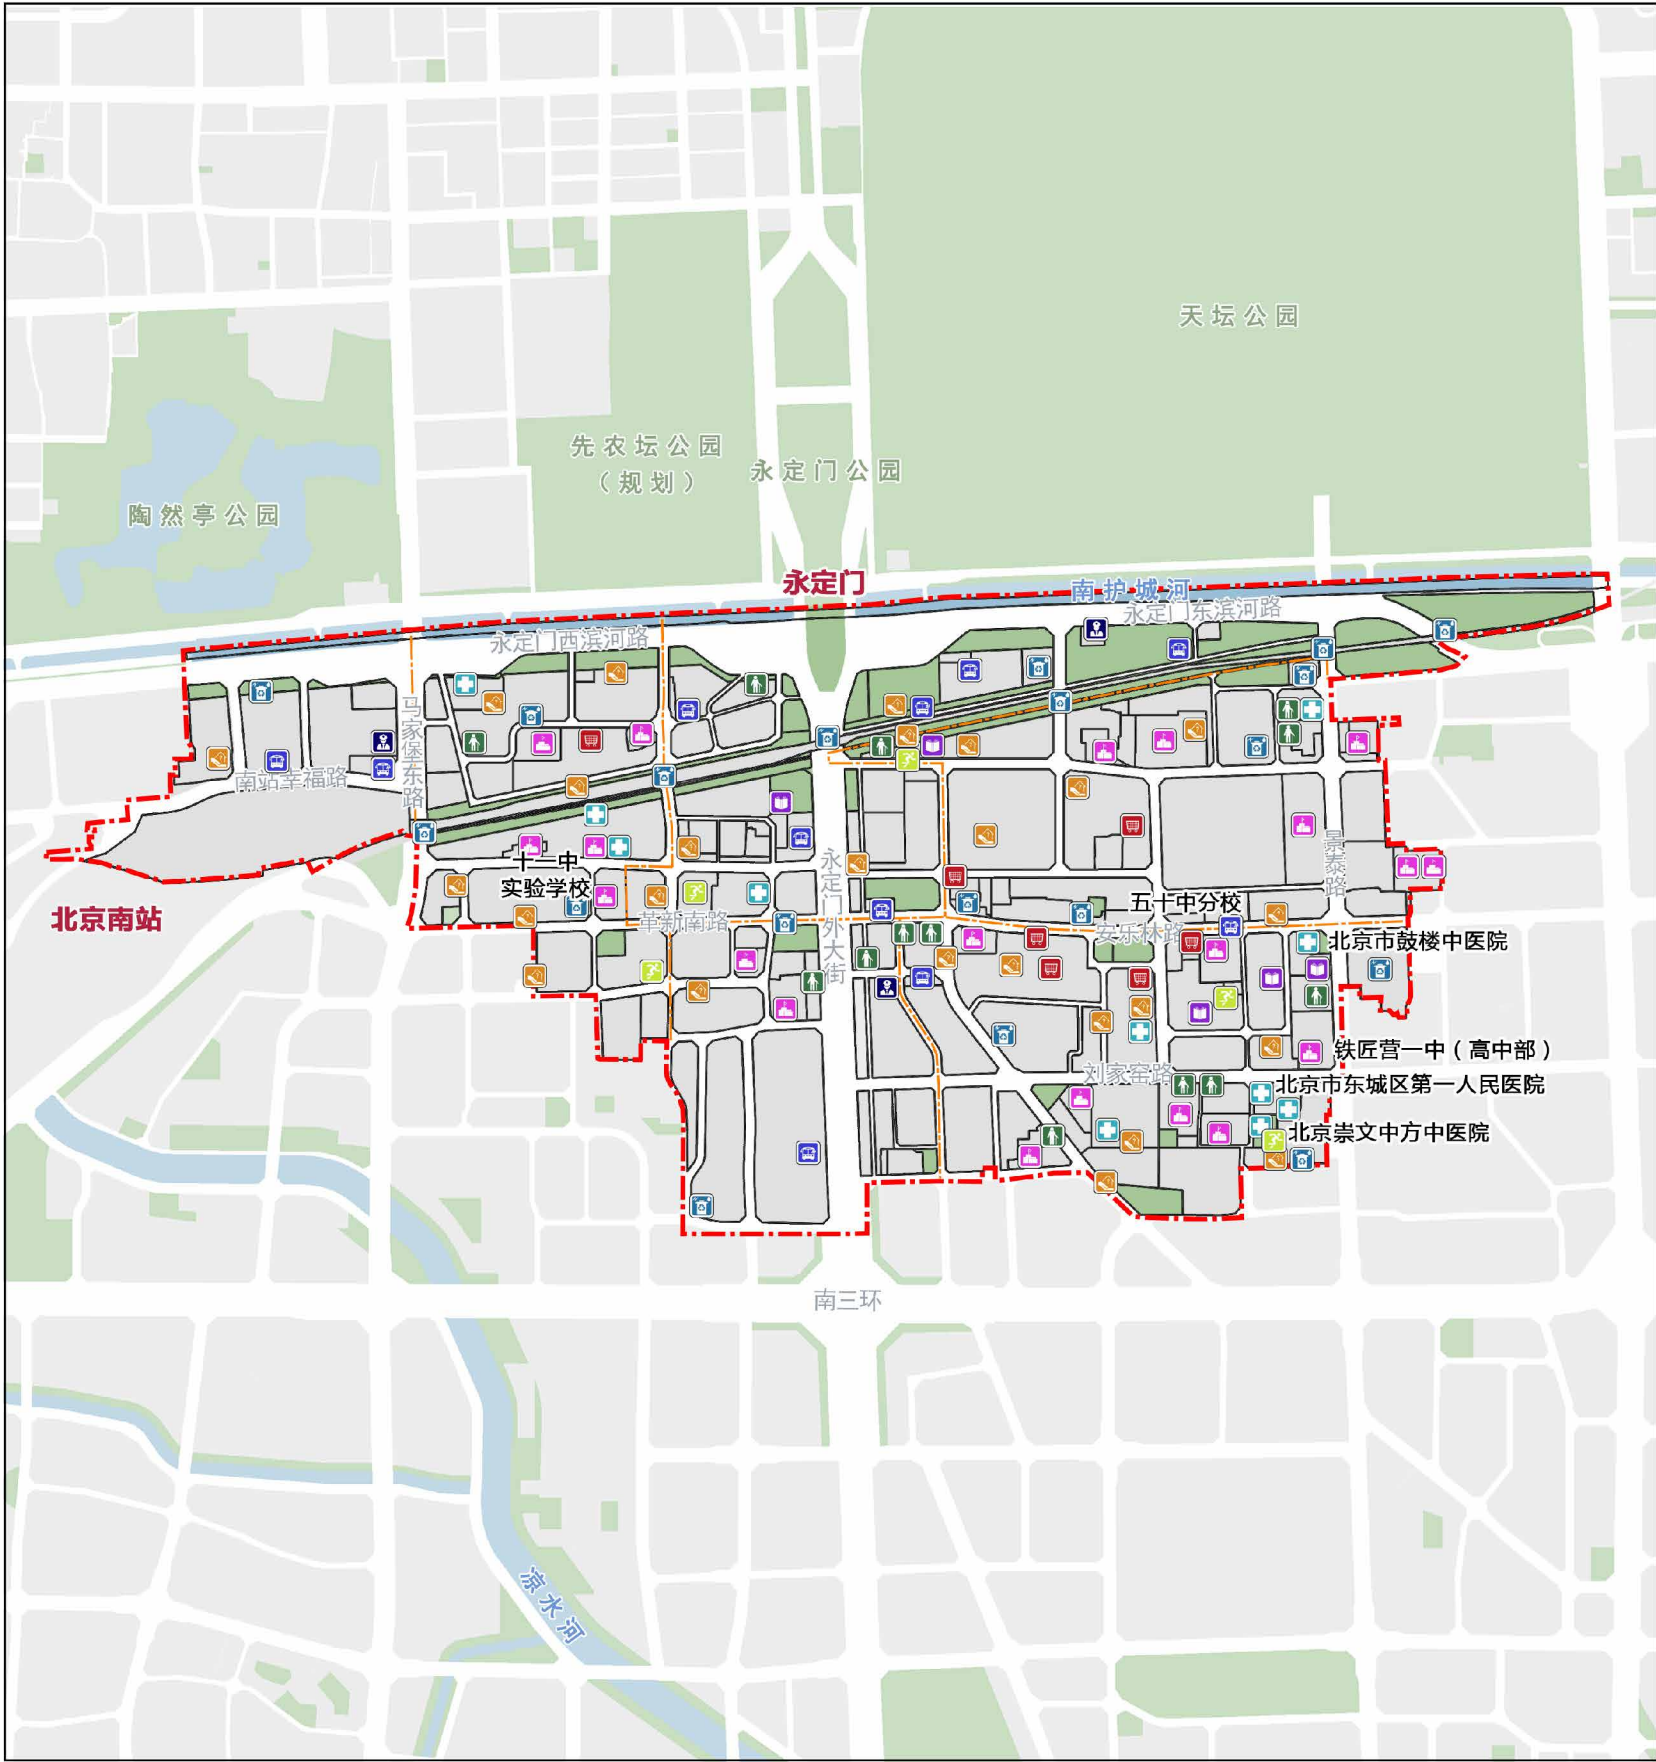 天坛公园
先农坛公园
（规划）
永定门公园
陶然亭公园
永定门
南护城河
永定门东滨河路
永定门西滨河路
马家堡东路
南站幸福路
北京南站
十一中
实验学校
革新南路
永定门外大街
景泰路
五十中分校
安乐林路
北京市鼓楼中医院
铁匠营一中（高中部）
刘家窑路
北京市东城区第一人民医院
北京崇文中方中医院
南三环
凉水河